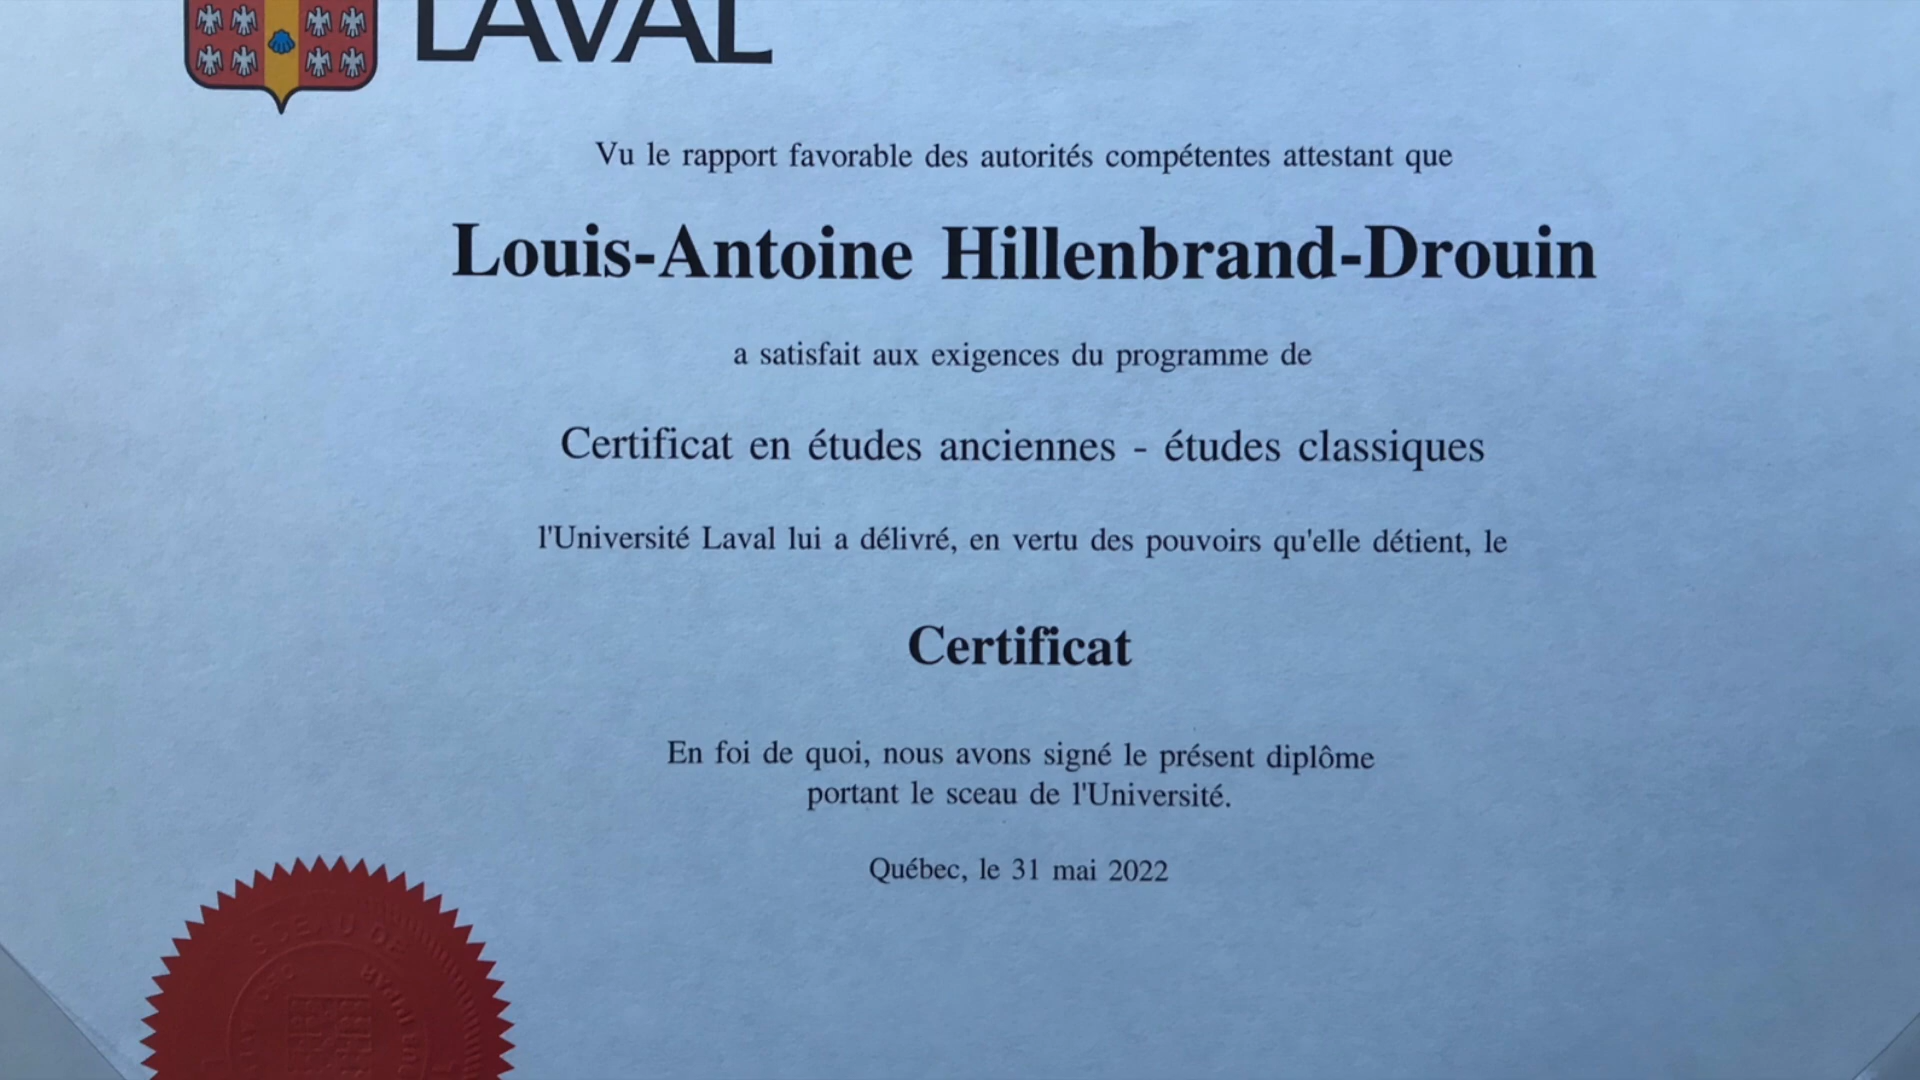 LAVAL
Vu le rapport favorable des autorités compétentes attestant que
Louis-Antoine Hillenbrand-Drouin
a satisfait aux exigences du programme de
Certificat en études anciennes - études classiques
l'Université Laval lui a délivré, en vertu des pouvoirs qu'elle détient, le
Certificat
En foi de quoi, nous avons signé le présent diplôme
portant le sceau de l'Université.
Québec, le 31 mai 2022
SCEAU DE